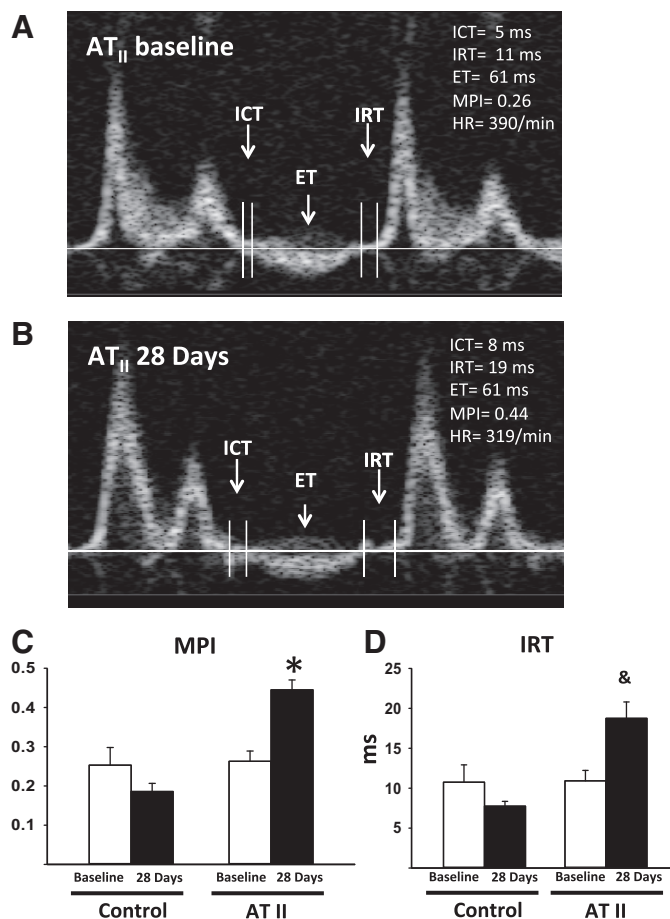 A
AT_II baseline
ICT= 5 ms
IRT= 11 ms
ET= 61 ms
MPI= 0.26
HR= 390/min
ICT
IRT
ET
B
AT_II 28 Days
ICT= 8 ms
IRT= 19 ms
ET= 61 ms
MPI= 0.44
HR= 319/min
ICT
IRT
ET
C
MPI
0.5
0.4
0.3
0.2
0.1
*
Baseline 28 Days Baseline 28 Days
Control AT II
D
IRT
ms
25
20
15
10
5
&
Baseline 28 Days Baseline 28 Days
Control AT II